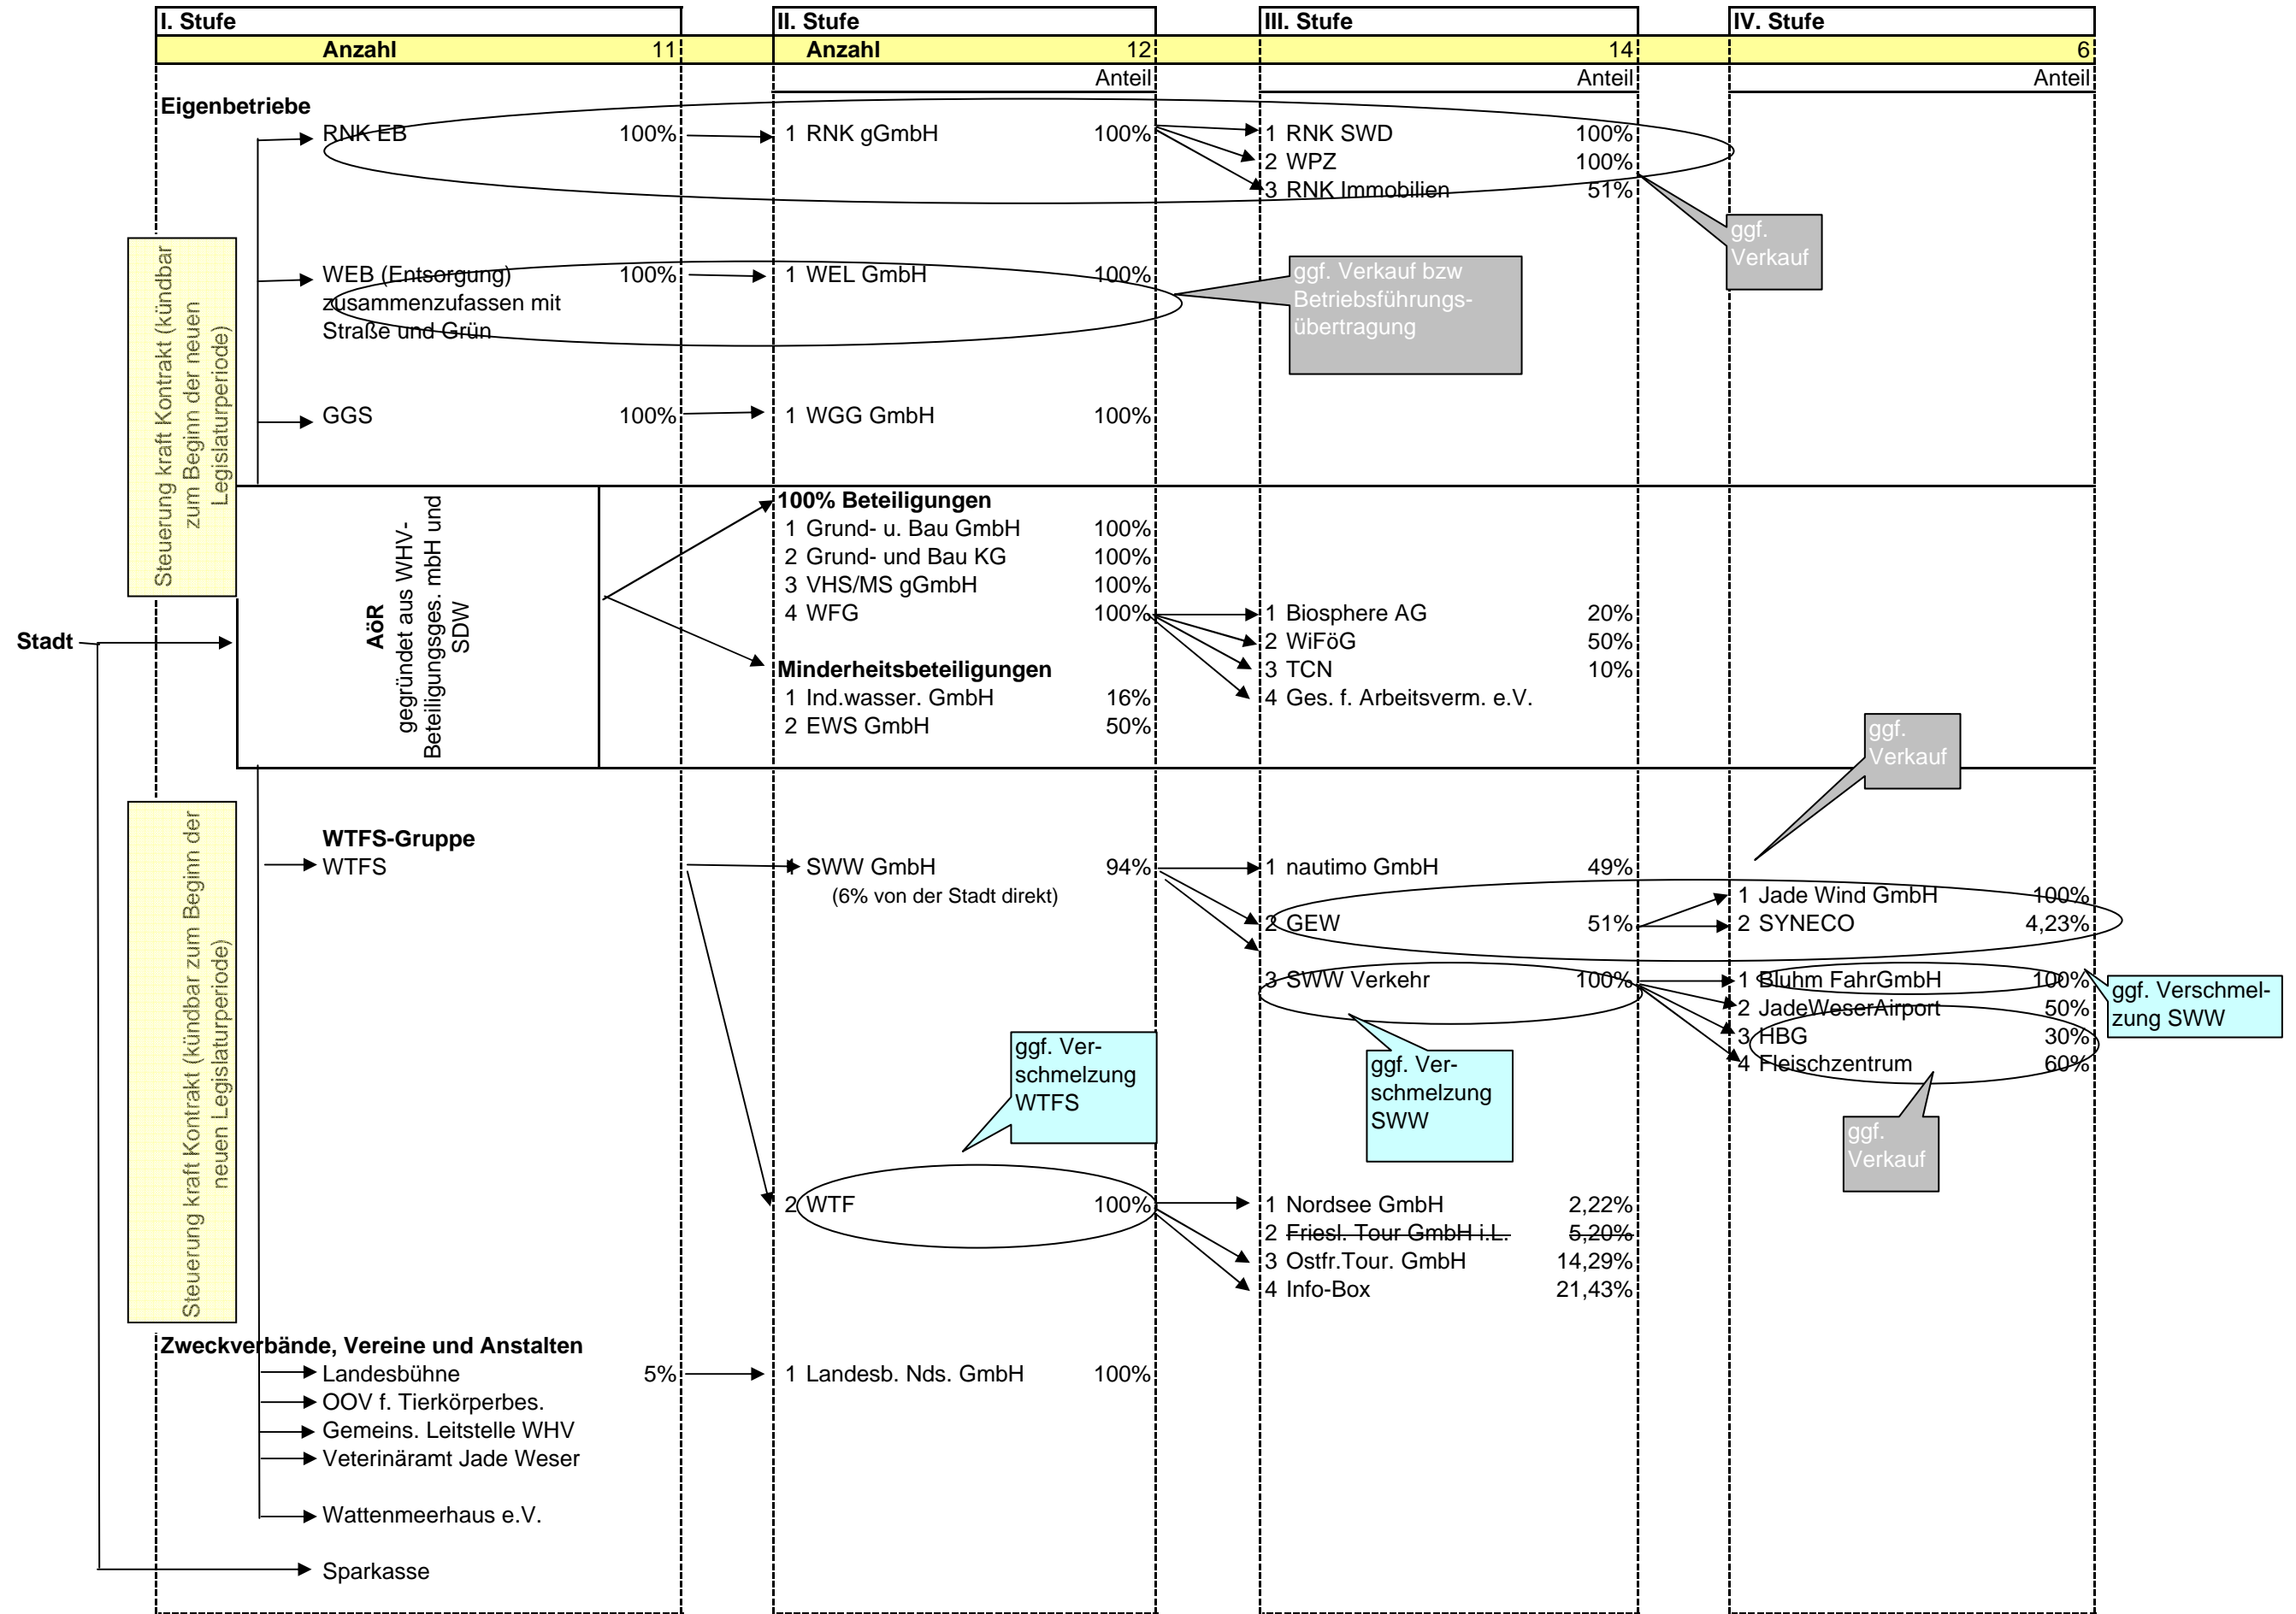 I. Stufe II. Stufe III. Stufe IV. Stufe
Anzahl 11 Anzahl 12 14 6
Anteil Anteil Anteil
Eigenbetriebe
RNK EB 100% 1 RNK gGmbH 100% 1 RNK SWD 100%
2 WPZ 100%
3 RNK Immobilien 51%
ggf.
Verkauf
Steuerung kraft Kontrakt (kündbar
zum Beginn der neuen
Legislaturperiode)
WEB (Entsorgung) 100% 1 WEL GmbH 100%
zusammenzufassen mit
Straße und Grün
ggf. Verkauf bzw
Betriebsführungs-
übertragung
GGS 100% 1 WGG GmbH 100%
Stadt
AöR
gegründet aus WHV-
Beteiligungsges. mbH und
SDW
100% Beteiligungen
1 Grund- u. Bau GmbH 100%
2 Grund- und Bau KG 100%
3 VHS/MS gGmbH 100%
4 WFG 100% 1 Biosphere AG 20%
2 WiFöG 50%
Minderheitsbeteiligungen 3 TCN 10%
1 Ind.wasser. GmbH 16% 4 Ges. f. Arbeitsverm. e.V.
2 EWS GmbH 50%
ggf.
Verkauf
Steuerung kraft Kontrakt (kündbar zum Beginn der
neuen Legislaturperiode)
WTFS-Gruppe
WTFS 1 SWW GmbH 94% 1 nautimo GmbH 49%
(6% von der Stadt direkt) 1 Jade Wind GmbH 100%
2 GEW 51% 2 SYNECO 4,23%
3 SWW Verkehr 100% 1 Bluhm FahrGmbH 100%
2 JadeWeserAirport 50%
3 HBG 30%
4 Fleischzentrum 60%
ggf. Verschmel-
zung SWW
ggf. Ver-
schmelzung
WTFS
ggf. Ver-
schmelzung
SWW
ggf.
Verkauf
2 WTF 100% 1 Nordsee GmbH 2,22%
2 Friesl. Tour GmbH i.L. 5,20%
3 Ostfr.Tour. GmbH 14,29%
4 Info-Box 21,43%
Zweckverbände, Vereine und Anstalten
Landesbühne 5% 1 Landesb. Nds. GmbH 100%
OOV f. Tierkörperbes.
Gemeins. Leitstelle WHV
Veterinäramt Jade Weser
Wattenmeerhaus e.V.
Sparkasse